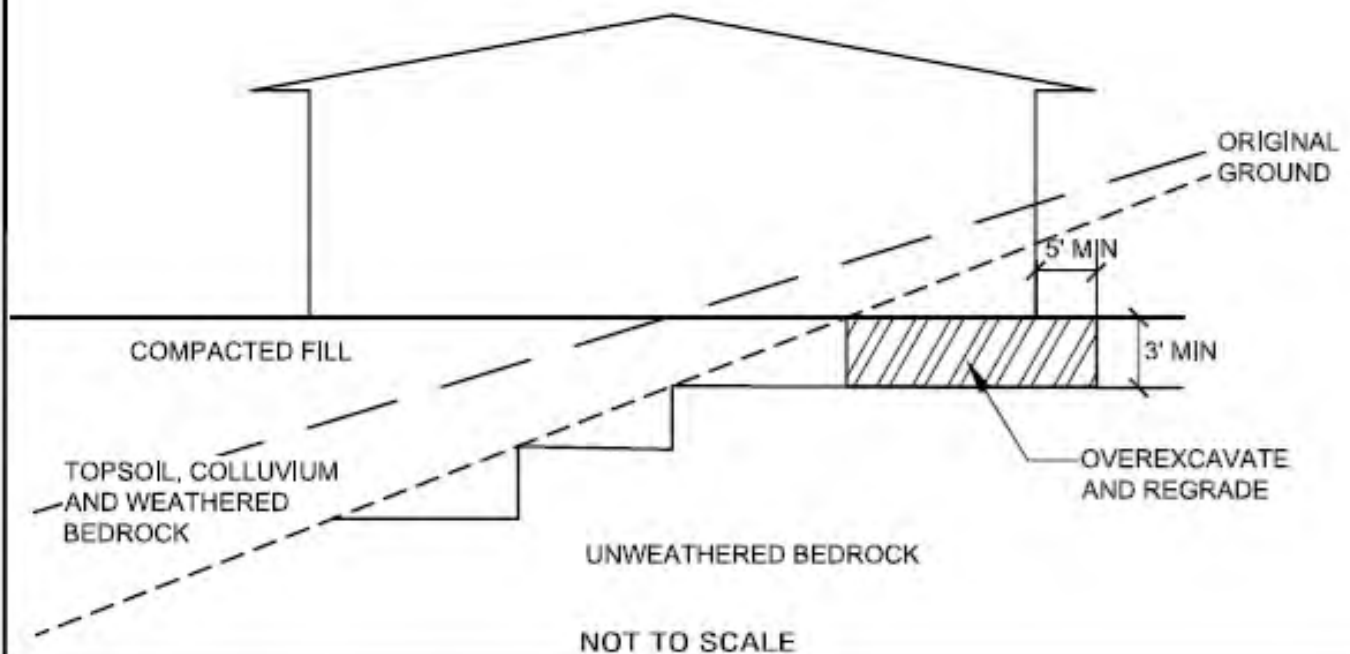 ORIGINAL
GROUND
5' MIN
COMPACTED FILL
3' MIN
TOPSOIL, COLLUVIUM
AND WEATHERED
BEDROCK
OVEREXCAVATE
AND REGRADE
UNWEATHERED BEDROCK
NOT TO SCALE